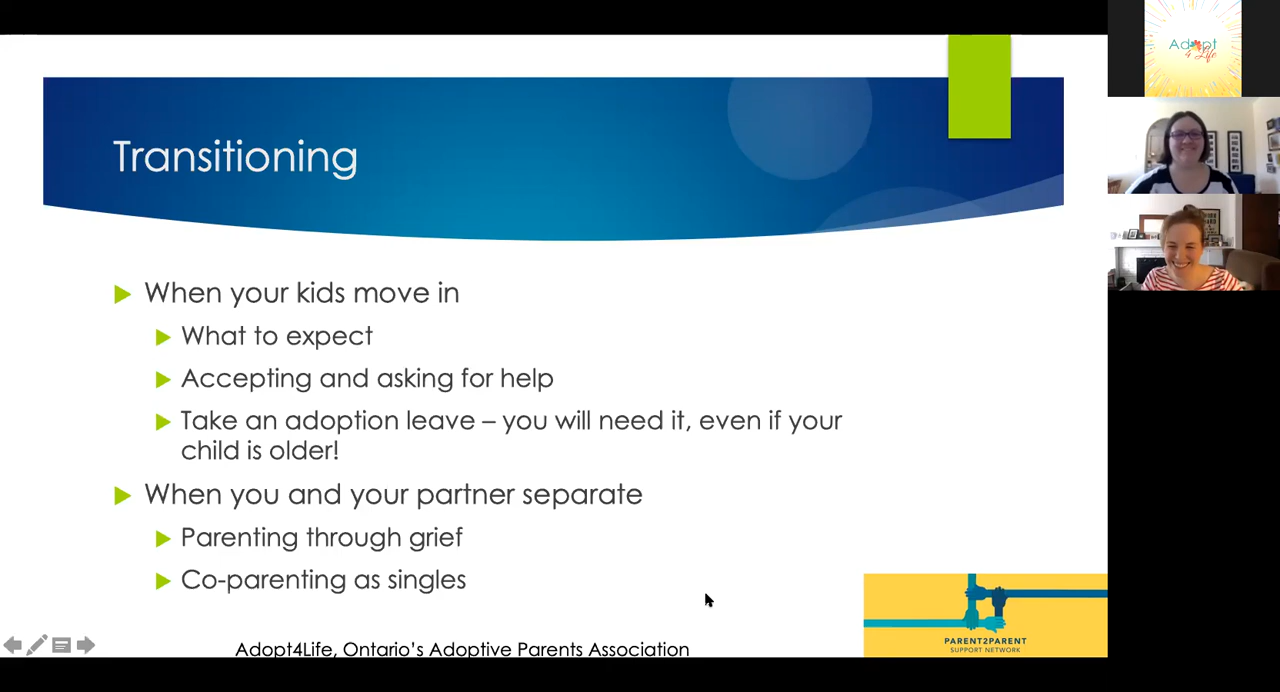 Transitioning
When your kids move in
What to expect
Accepting and asking for help
Take an adoption leave – you will need it, even if your
child is older!
When you and your partner separate
Parenting through grief
Co-parenting as singles
Adopt4Life, Ontario's Adoptive Parents Association
PARENT2PARENT
SUPPORT NETWORK
Adopt
4 Life